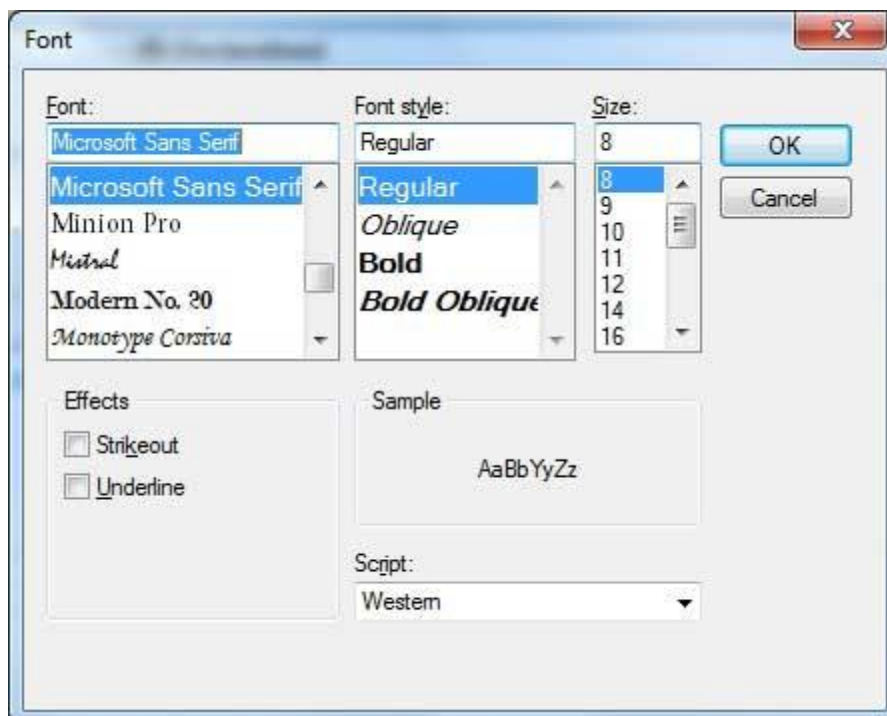 Font
Font:
Font style:
Size:
Microsoft Sans Serif
Regular
8
OK
Microsoft Sans Serif
Minion Pro
Mistral
Modern No. 20
Monotype Corsiva
Regular
Oblique
Bold
Bold Oblique
8
9
10
11
12
14
16
Cancel
Effects
Strikeout
Underline
Sample
AaBbYyZz
Script:
Western